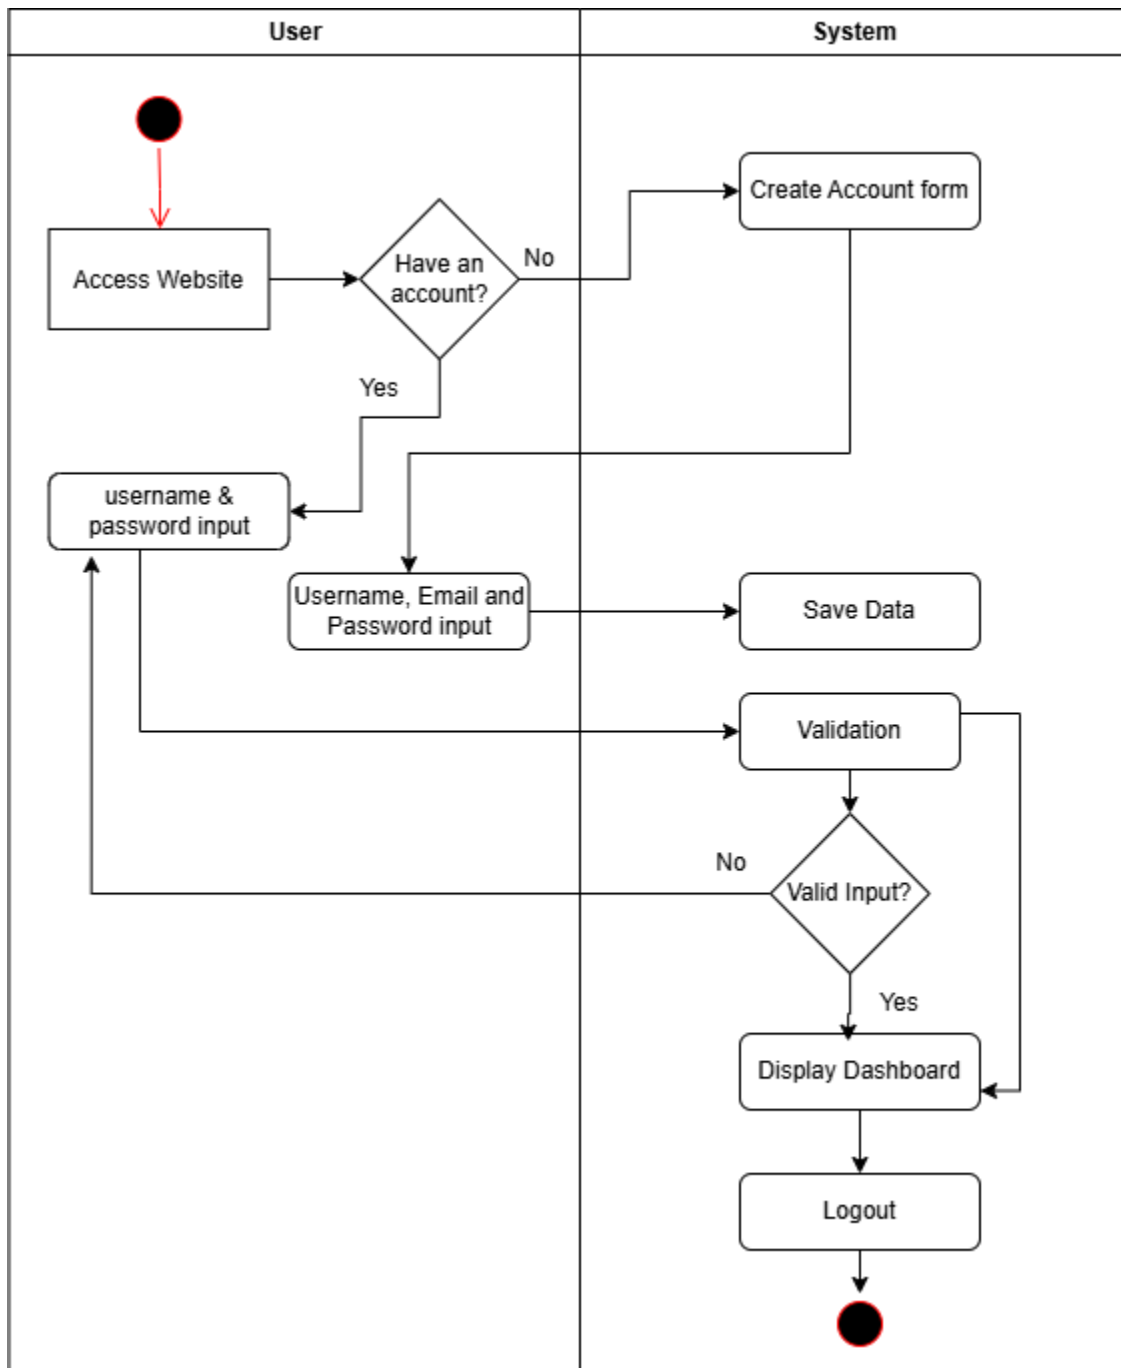 User
System
Create Account form
Have an
account?
No
Access Website
Yes
username &
password input
Username, Email and
Password input
Save Data
Validation
No
Valid Input?
Yes
Display Dashboard
Logout